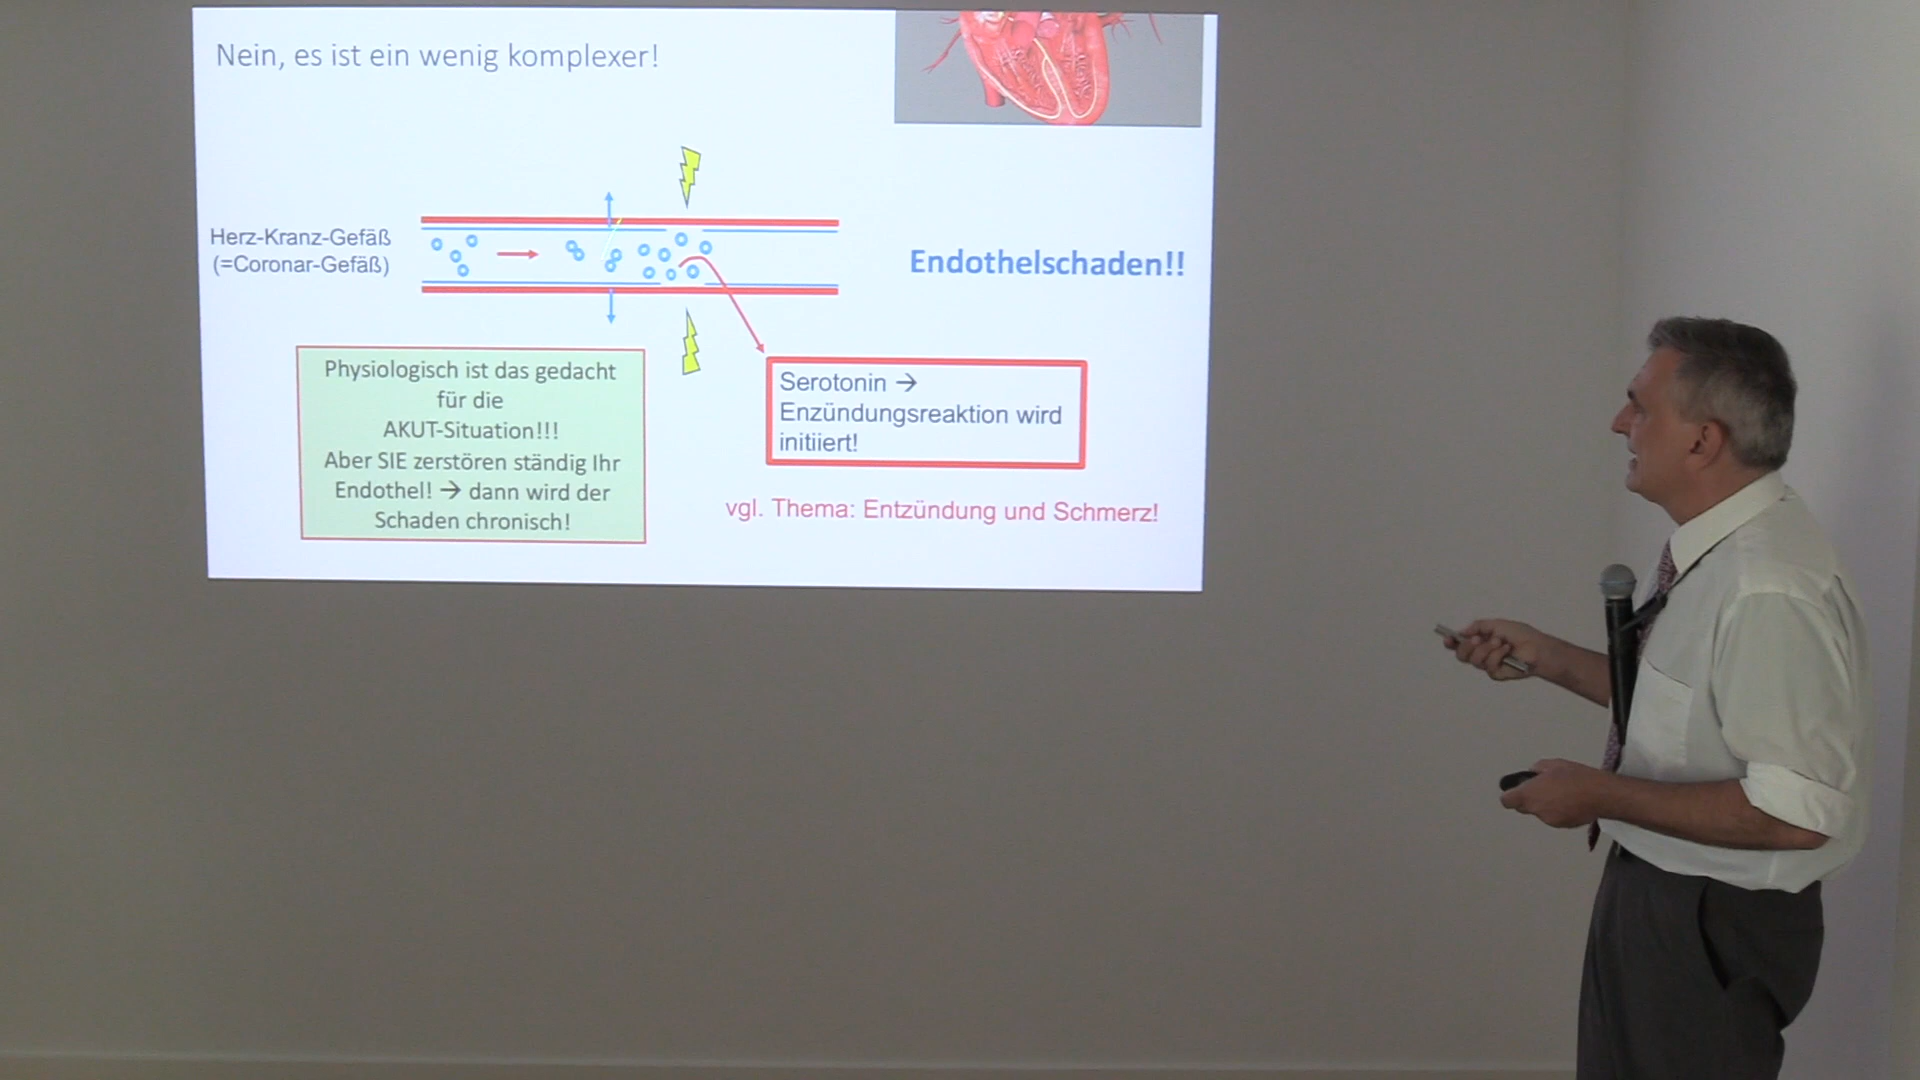 Nein, es ist ein wenig komplexer!
Herz-Kranz-Gefäß
(=Coronar-Gefäß)
Endothelschaden!!
Physiologisch ist das gedacht
für die
AKUT-Situation!!!
Aber SIE zerstören ständig Ihr
Endothel! → dann wird der
Schaden chronisch!
Serotonin →
Enzündungsreaktion wird
initiiert!
vgl. Thema: Entzündung und Schmerz!